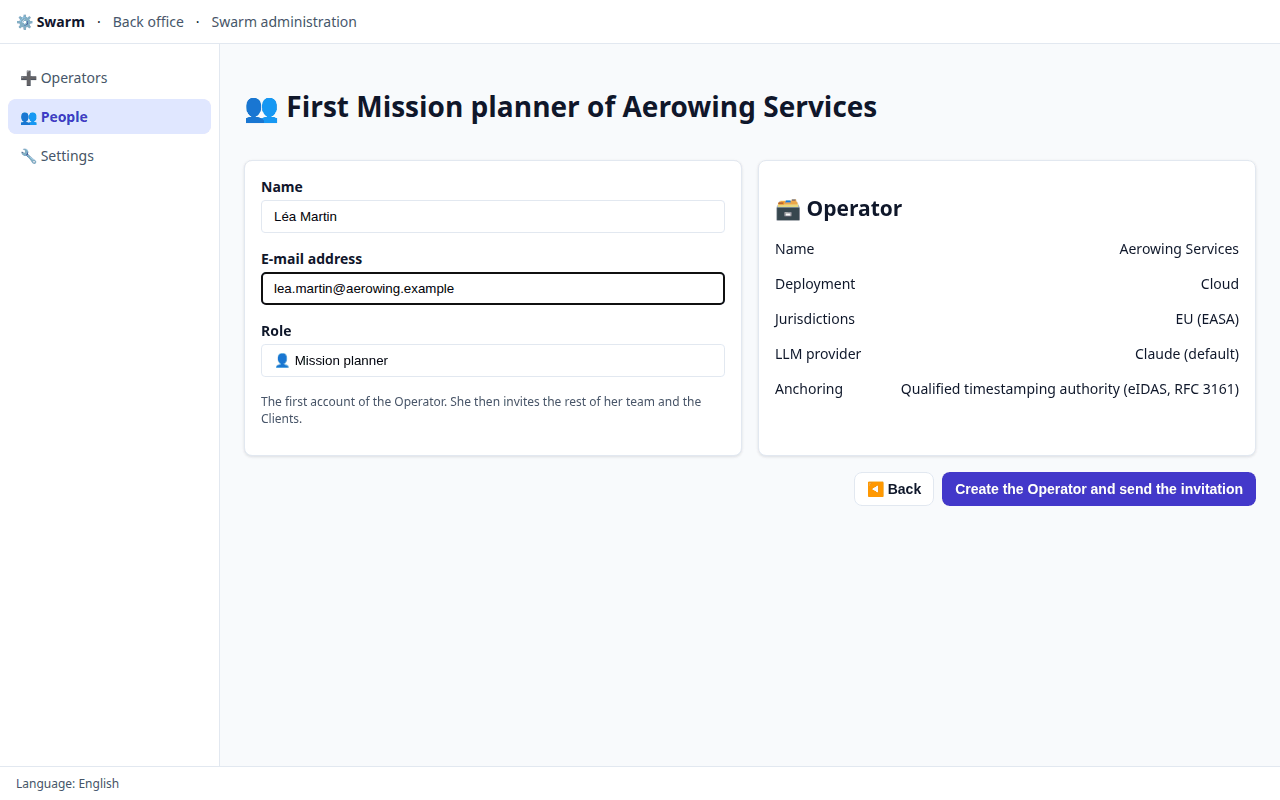 ⚙️ Swarm · Back office · Swarm administration
➕ Operators
👥 People
🔧 Settings
👥 First Mission planner of Aerowing Services
Name
Léa Martin
E-mail address
lea.martin@aerowing.example
Role
👤 Mission planner
The first account of the Operator. She then invites the rest of her team and the
Clients.
🗃️ Operator
Name Aerowing Services
Deployment Cloud
Jurisdictions EU (EASA)
LLM provider Claude (default)
Anchoring Qualified timestamping authority (eIDAS, RFC 3161)
◀️ Back
Create the Operator and send the invitation
Language: English